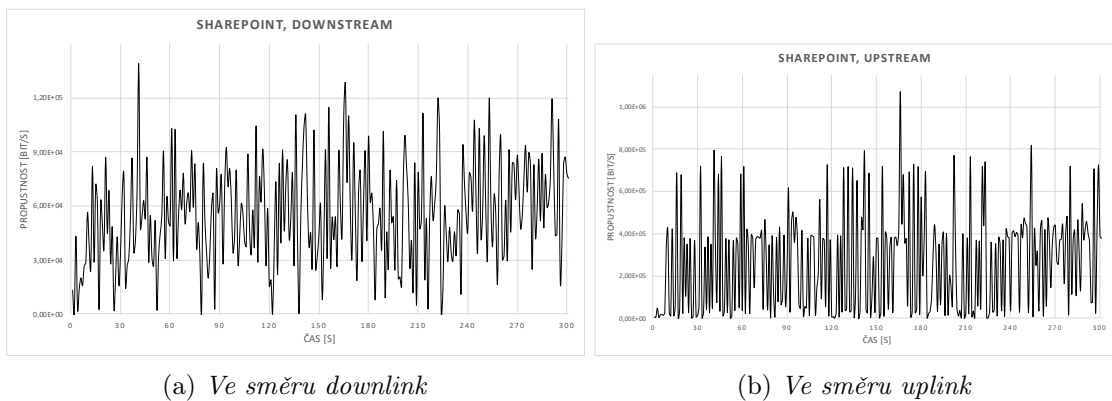 SHAREPOINT, DOWNSTREAM
PROPUSTNOST [BIT/S]
1,20E+05
9,00E+04
6,00E+04
3,00E+04
0,00E+00
0 30 60 90 120 150 180 210 240 270 300
ČAS [S]
(a) Ve směru downlink
SHAREPOINT, UPSTREAM
PROPUSTNOST [BIT/S]
1,00E+06
8,00E+05
6,00E+05
4,00E+05
2,00E+05
0,00E+00
0 30 60 90 120 150 180 210 240 270 300
ČAS [S]
(b) Ve směru uplink